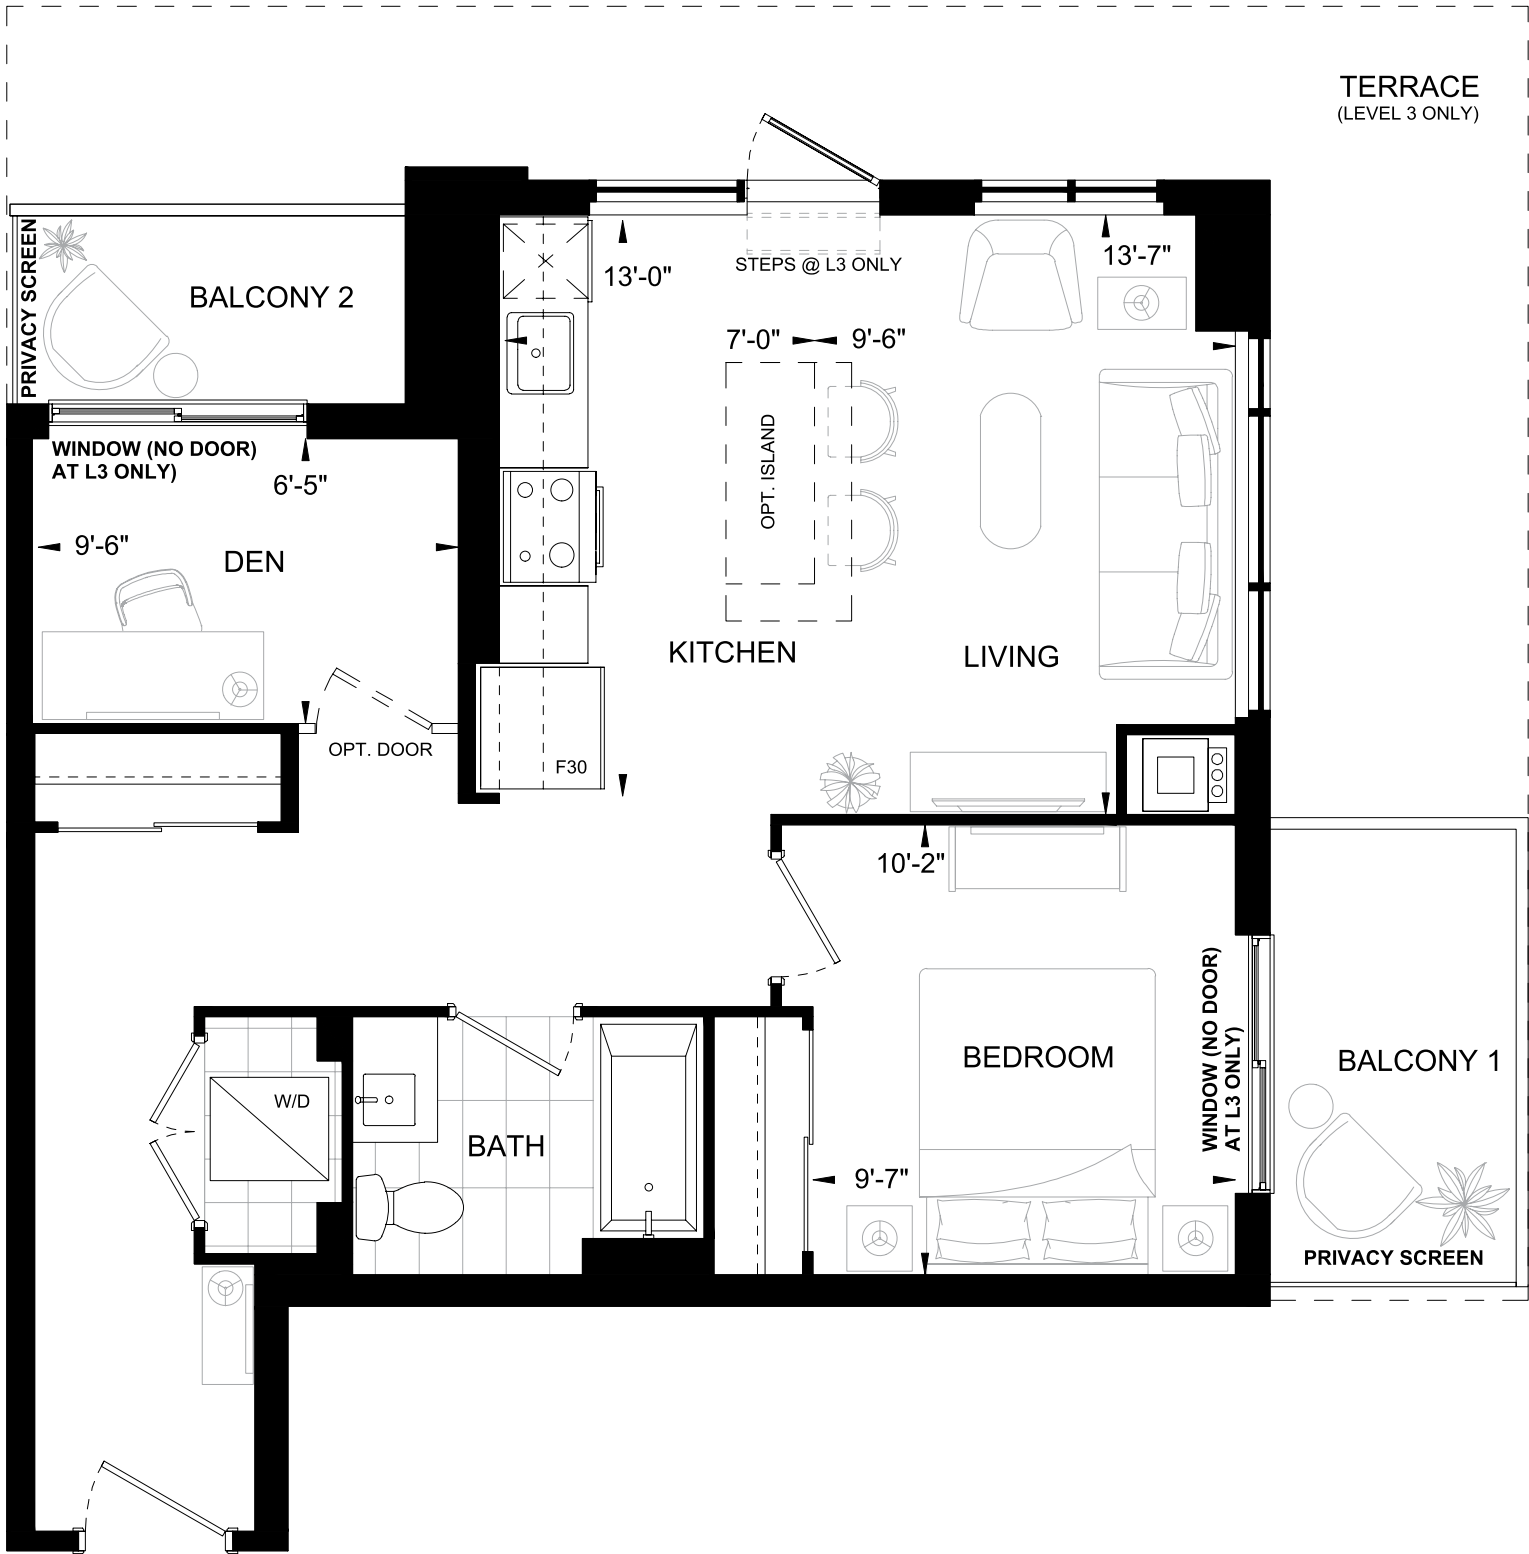 TERRACE
(LEVEL 3 ONLY)
PRIVACY SCREEN
BALCONY 2
13'-0"
STEPS @ L3 ONLY
13'-7"
7'-0"
9'-6"
WINDOW (NO DOOR)
AT L3 ONLY)
6'-5"
OPT. ISLAND
9'-6"
DEN
KITCHEN
LIVING
OPT. DOOR
F30
10'-2"
WINDOW (NO DOOR)
AT L3 ONLY)
BEDROOM
BALCONY 1
W/D
BATH
9'-7"
PRIVACY SCREEN